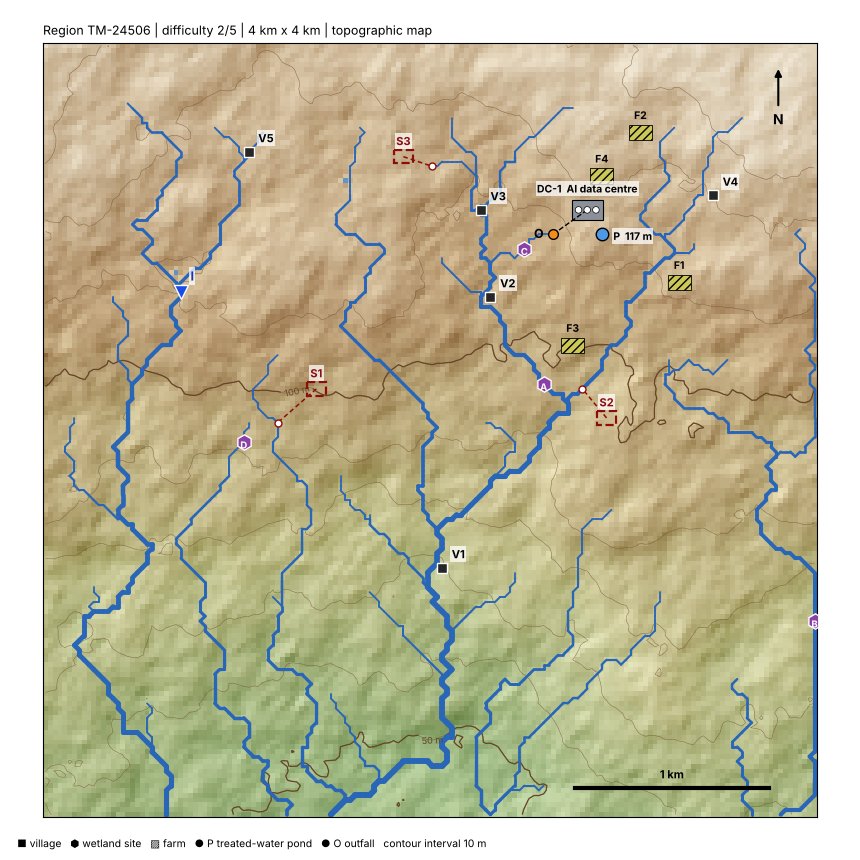 Region TM-24506 | difficulty 2/5 | 4 km x 4 km | topographic map
N
F2
V5
S3
F4
V4
DC-1 AI data centre
V3
O
P 117 m
C
I
F1
V2
F3
100 m
S1
A
S2
D
V1
B
50 m
1 km
village wetland site farm P treated-water pond O outfall contour interval 10 m